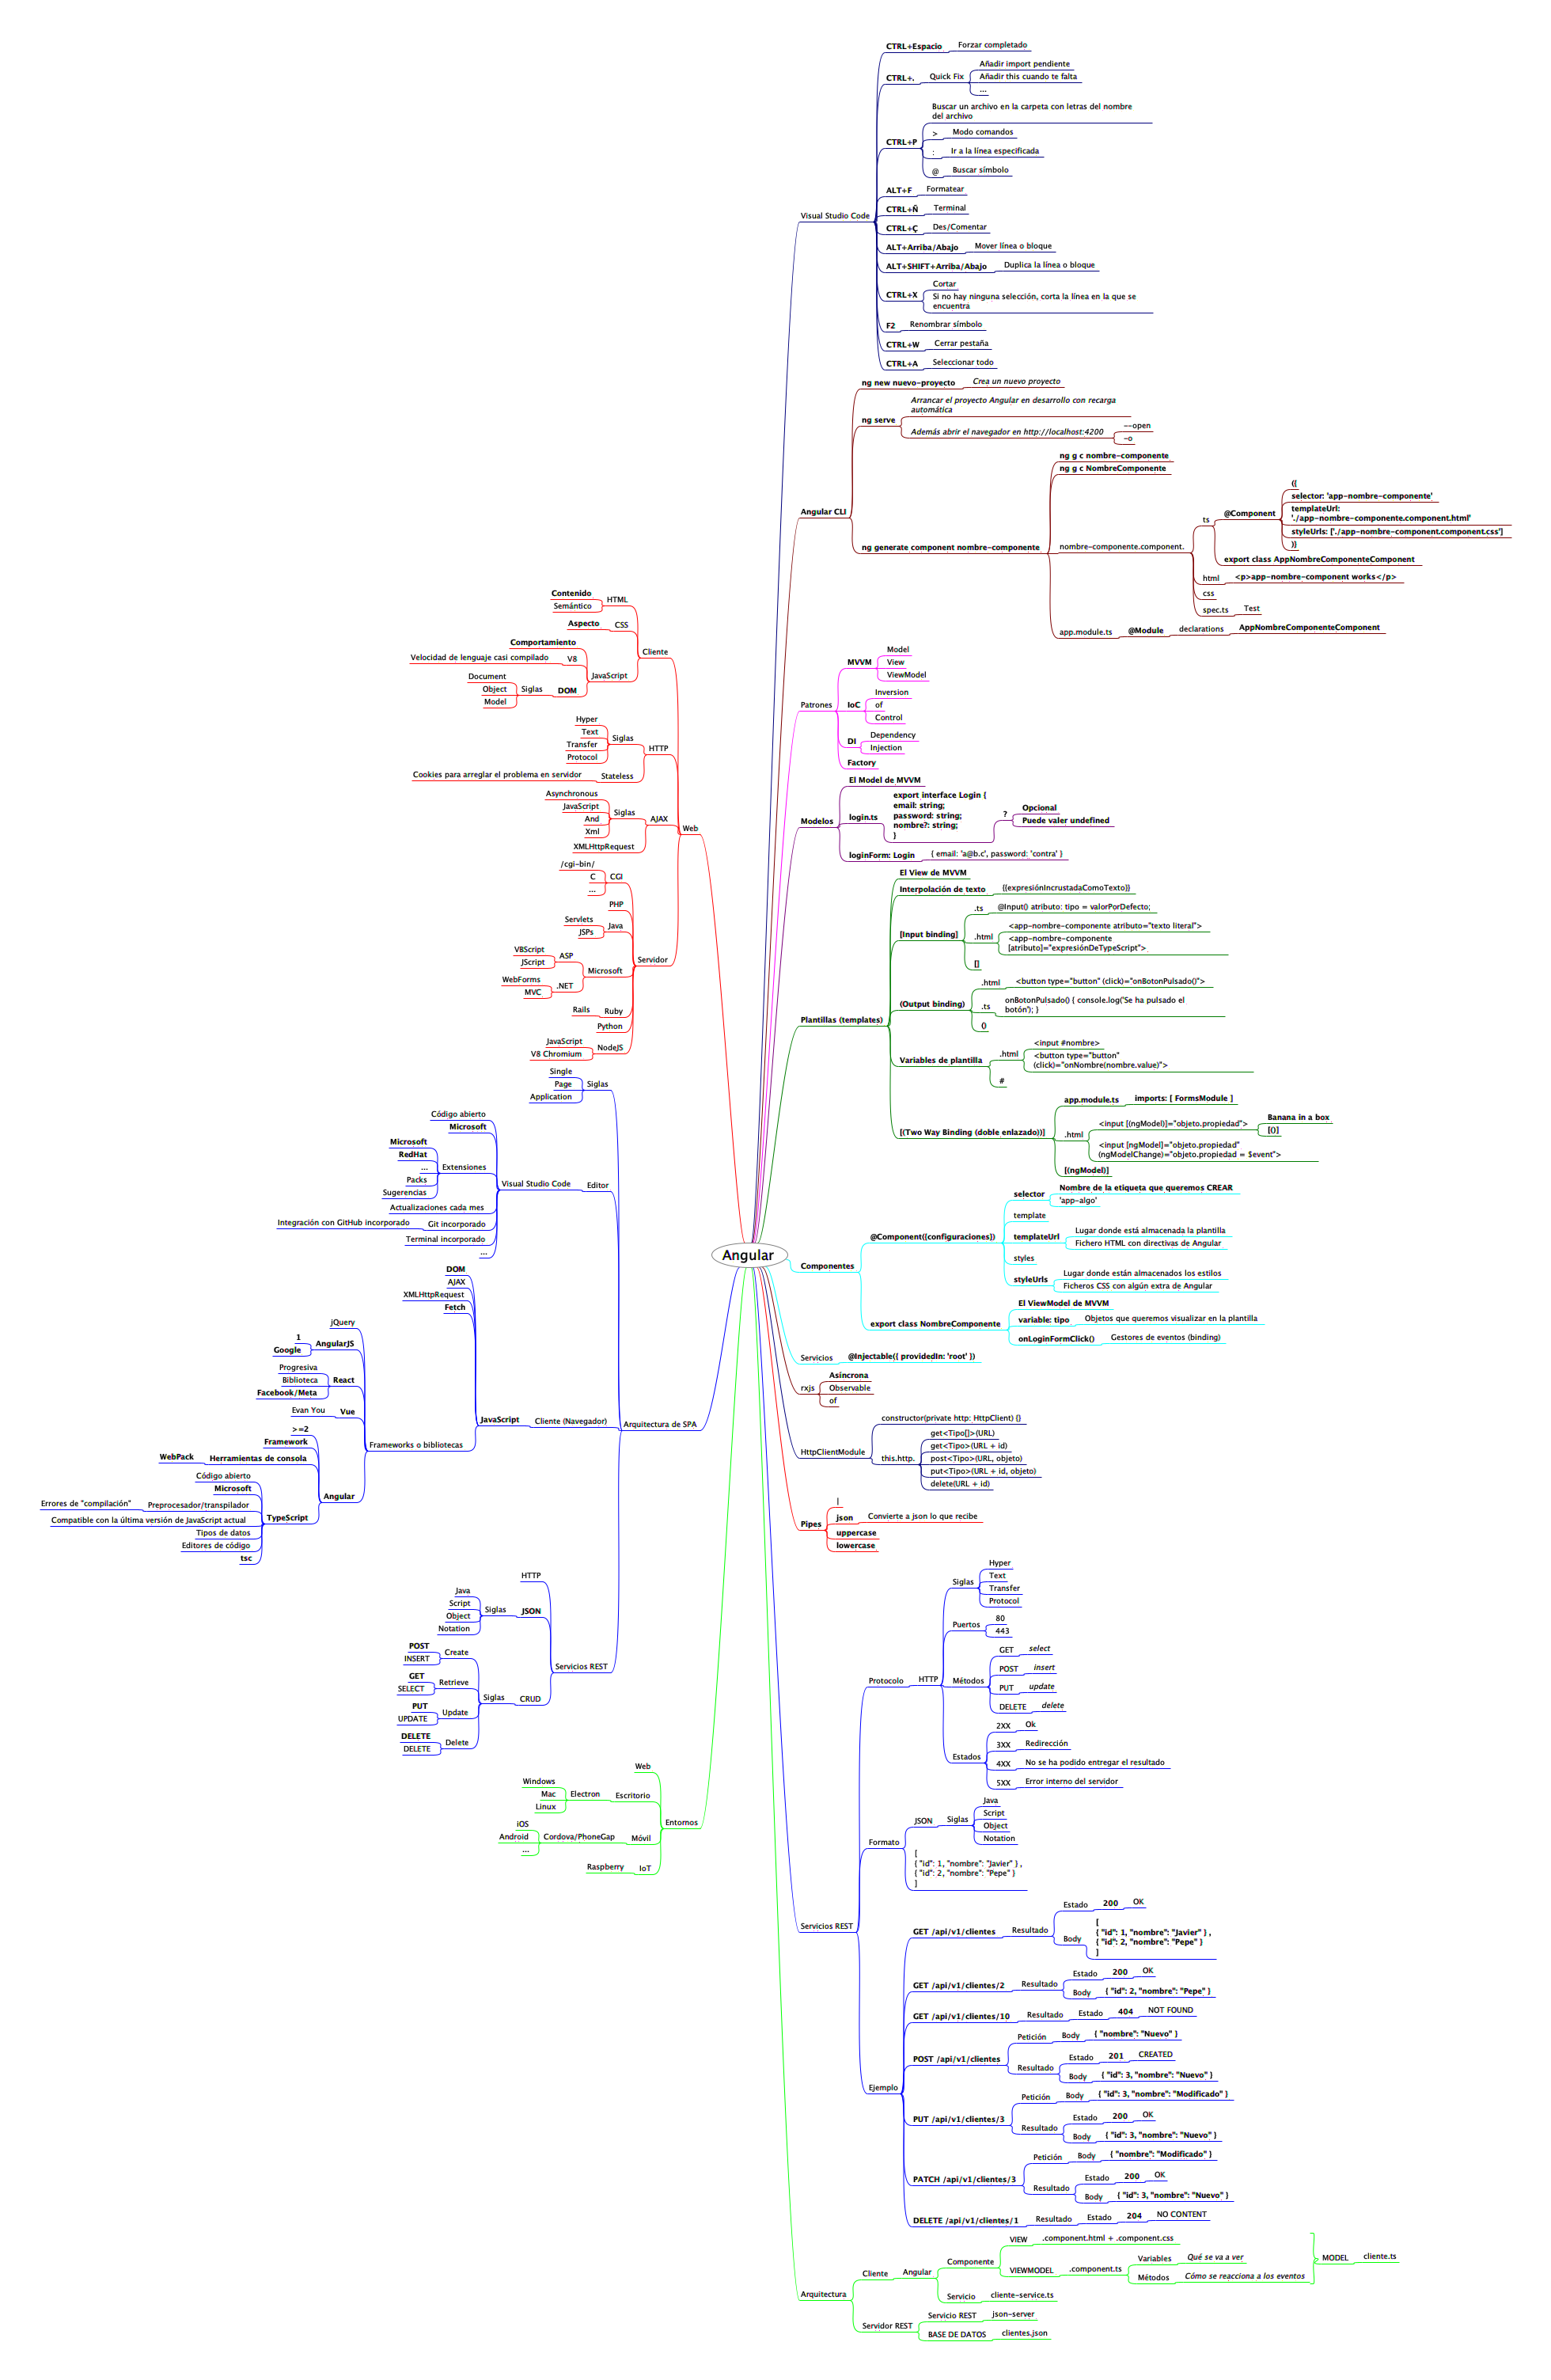 Angular
Visual Studio Code
CTRL+Espacio
Forzar completado
CTRL+.
Quick Fix
Añadir import pendiente
Añadir this cuando te falta
...
CTRL+P
Buscar un archivo en la carpeta con letras del nombre
del archivo
>
Modo comandos
:
Ir a la línea especificada
@
Buscar símbolo
ALT+F
Formatear
CTRL+Ñ
Terminal
CTRL+Ç
Des/Comentar
ALT+Arriba/Abajo
Mover línea o bloque
ALT+SHIFT+Arriba/Abajo
Duplica la línea o bloque
CTRL+X
Cortar
Si no hay ninguna selección, corta la línea en la que se
encuentra
F2
Renombrar símbolo
CTRL+W
Cerrar pestaña
CTRL+A
Seleccionar todo
Angular CLI
ng new nuevo-proyecto
Crea un nuevo proyecto
ng serve
Arrancar el proyecto Angular en desarrollo con recarga
automática
Además abrir el navegador en http://localhost:4200
--open
-o
ng generate component nombre-componente
ng g c nombre-componente
ng g c NombreComponente
nombre-componente.component.
ts
@Component
({
selector: 'app-nombre-componente'
templateUrl:
'./app-nombre-componente.component.html'
styleUrls: ['./app-nombre-componente.component.css']
})
export class AppNombreComponenteComponent
html
<p>app-nombre-component works</p>
css
spec.ts
Test
app.module.ts
@Module
declarations
AppNombreComponenteComponent
Patrones
MVVM
Model
View
ViewModel
IoC
Inversion
of
Control
DI
Dependency
Injection
Factory
Modelos
El Model de MVVM
login.ts
export interface Login {
email: string;
password: string;
nombre?: string;
}
?
Opcional
Puede valer undefined
loginForm: Login
{ email: 'a@b.c', password: 'contra' }
Plantillas (templates)
El View de MVVM
Interpolación de texto
{{expresiónIncrustadaComoTexto}}
[Input binding]
.ts
@Input() atributo: tipo = valorPorDefecto;
.html
<app-nombre-componente atributo="texto literal">
<app-nombre-componente
[atributo]="expresiónDeTypeScript">
[]
(Output binding)
.html
<button type="button" (click)="onBotonPulsado()">
.ts
onBotonPulsado() { console.log('Se ha pulsado el
botón'); }
()
Variables de plantilla
.html
<input #nombre>
<button type="button"
(click)="onNombre(nombre.value)">
#
[(Two Way Binding (doble enlazado))]
app.module.ts
imports: [ FormsModule ]
.html
<input [(ngModel)]="objeto.propiedad">
Banana in a box
[()]
<input [ngModel]="objeto.propiedad"
(ngModelChange)="objeto.propiedad = $event">
[(ngModel)]
Componentes
@Component({configuraciones})
selector
Nombre de la etiqueta que queremos CREAR
'app-algo'
template
templateUrl
Lugar donde está almacenada la plantilla
Fichero HTML con directivas de Angular
styles
styleUrls
Lugar donde están almacenados los estilos
Ficheros CSS con algún extra de Angular
export class NombreComponente
El ViewModel de MVVM
variable: tipo
Objetos que queremos visualizar en la plantilla
onLoginFormClick()
Gestores de eventos (binding)
Servicios
@Injectable({ providedIn: 'root' })
rxjs
Asíncrona
Observable
of
HttpClientModule
constructor(private http: HttpClient) {}
this.http.
get<Tipo[]>(URL)
get<Tipo>(URL + id)
post<Tipo>(URL, objeto)
put<Tipo>(URL + id, objeto)
delete(URL + id)
Pipes
|
json
Convierte a json lo que recibe
uppercase
lowercase
Servicios REST
Protocolo
HTTP
Siglas
Hyper
Text
Transfer
Protocol
Puertos
80
443
Métodos
GET
select
POST
insert
PUT
update
DELETE
delete
Estados
2XX
Ok
3XX
Redirección
4XX
No se ha podido entregar el resultado
5XX
Error interno del servidor
Formato
JSON
Siglas
Java
Script
Object
Notation
[
{ "id": 1, "nombre": "Javier" } ,
{ "id": 2, "nombre": "Pepe" }
]
Ejemplo
GET /api/v1/clientes
Resultado
Estado
200
OK
Body
[
{ "id": 1, "nombre": "Javier" } ,
{ "id": 2, "nombre": "Pepe" }
]
GET /api/v1/clientes/2
Resultado
Estado
200
OK
Body
{ "id": 2, "nombre": "Pepe" }
GET /api/v1/clientes/10
Resultado
Estado
404
NOT FOUND
POST /api/v1/clientes
Petición
Body
{ "nombre": "Nuevo" }
Resultado
Estado
201
CREATED
Body
{ "id": 3, "nombre": "Nuevo" }
PUT /api/v1/clientes/3
Petición
Body
{ "id": 3, "nombre": "Modificado" }
Resultado
Estado
200
OK
Body
{ "id": 3, "nombre": "Nuevo" }
PATCH /api/v1/clientes/3
Petición
Body
{ "nombre": "Modificado" }
Resultado
Estado
200
OK
Body
{ "id": 3, "nombre": "Nuevo" }
DELETE /api/v1/clientes/1
Resultado
Estado
204
NO CONTENT
Arquitectura
Cliente
Angular
Componente
VIEW
.component.html + .component.css
VIEWMODEL
.component.ts
Variables
Qué se va a ver
Métodos
Cómo se reacciona a los eventos
MODEL
cliente.ts
Servicio
cliente-service.ts
Servidor REST
Servicio REST
json-server
BASE DE DATOS
clientes.json
Web
Cliente
HTML
Contenido
Semántico
CSS
Aspecto
JavaScript
Comportamiento
V8
Velocidad de lenguaje casi compilado
DOM
Siglas
Document
Object
Model
HTTP
Siglas
Hyper
Text
Transfer
Protocol
Stateless
Cookies para arreglar el problema en servidor
AJAX
Siglas
Asynchronous
JavaScript
And
Xml
XMLHttpRequest
Servidor
CGI
/cgi-bin/
C
...
PHP
Java
Servlets
JSPs
Microsoft
ASP
VBScript
JScript
.NET
WebForms
MVC
Ruby
Rails
Python
NodeJS
JavaScript
V8 Chromium
Arquitectura de SPA
Siglas
Single
Page
Application
Editor
Visual Studio Code
Código abierto
Microsoft
Extensiones
Microsoft
RedHat
...
Packs
Sugerencias
Actualizaciones cada mes
Git incorporado
Integración con GitHub incorporado
Terminal incorporado
...
Cliente (Navegador)
JavaScript
DOM
AJAX
XMLHttpRequest
Fetch
Frameworks o bibliotecas
jQuery
AngularJS
1
Google
React
Progresiva
Biblioteca
Facebook/Meta
Vue
Evan You
Angular
>=2
Framework
Herramientas de consola
WebPack
TypeScript
Código abierto
Microsoft
Preprocesador/transpilador
Errores de "compilación"
Compatible con la última versión de JavaScript actual
Tipos de datos
Editores de código
tsc
Servicios REST
HTTP
JSON
Siglas
Java
Script
Object
Notation
CRUD
Siglas
Create
POST
INSERT
Retrieve
GET
SELECT
Update
PUT
UPDATE
Delete
DELETE
DELETE
Entornos
Web
Escritorio
Electron
Windows
Mac
Linux
Móvil
Cordova/PhoneGap
iOS
Android
...
IoT
Raspberry